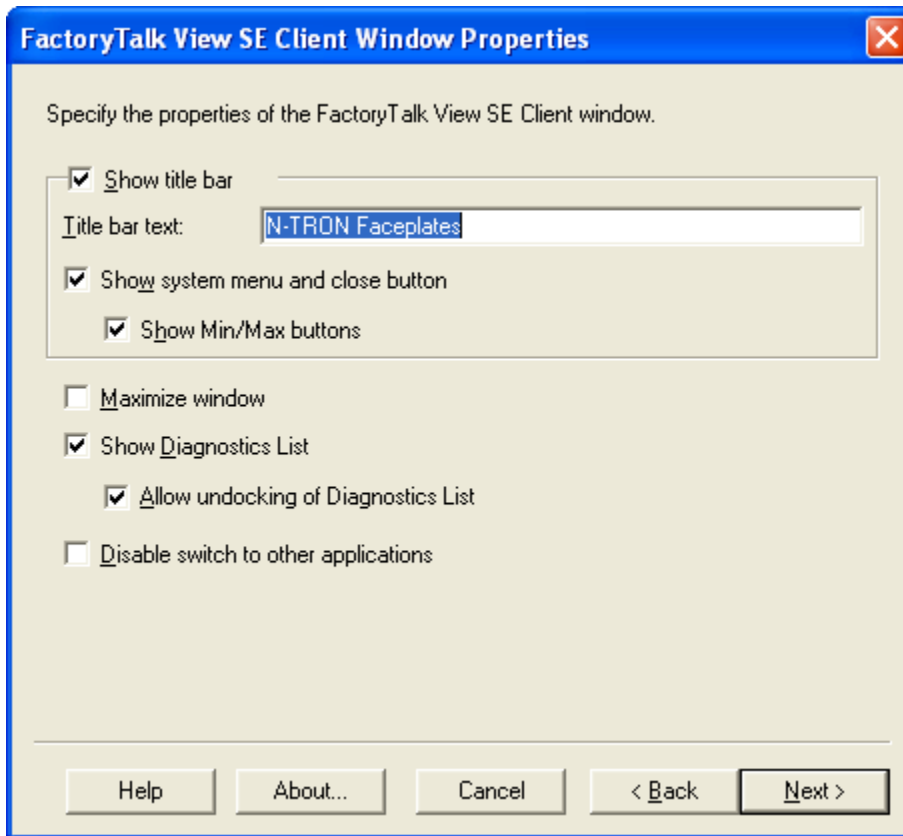 FactoryTalk View SE Client Window Properties
Specify the properties of the FactoryTalk View SE Client window.
Show title bar
Title bar text: N-TRON Faceplates
Show system menu and close button
Show Min/Max buttons
Maximize window
Show Diagnostics List
Allow undocking of Diagnostics List
Disable switch to other applications
Help About... Cancel < Back Next >